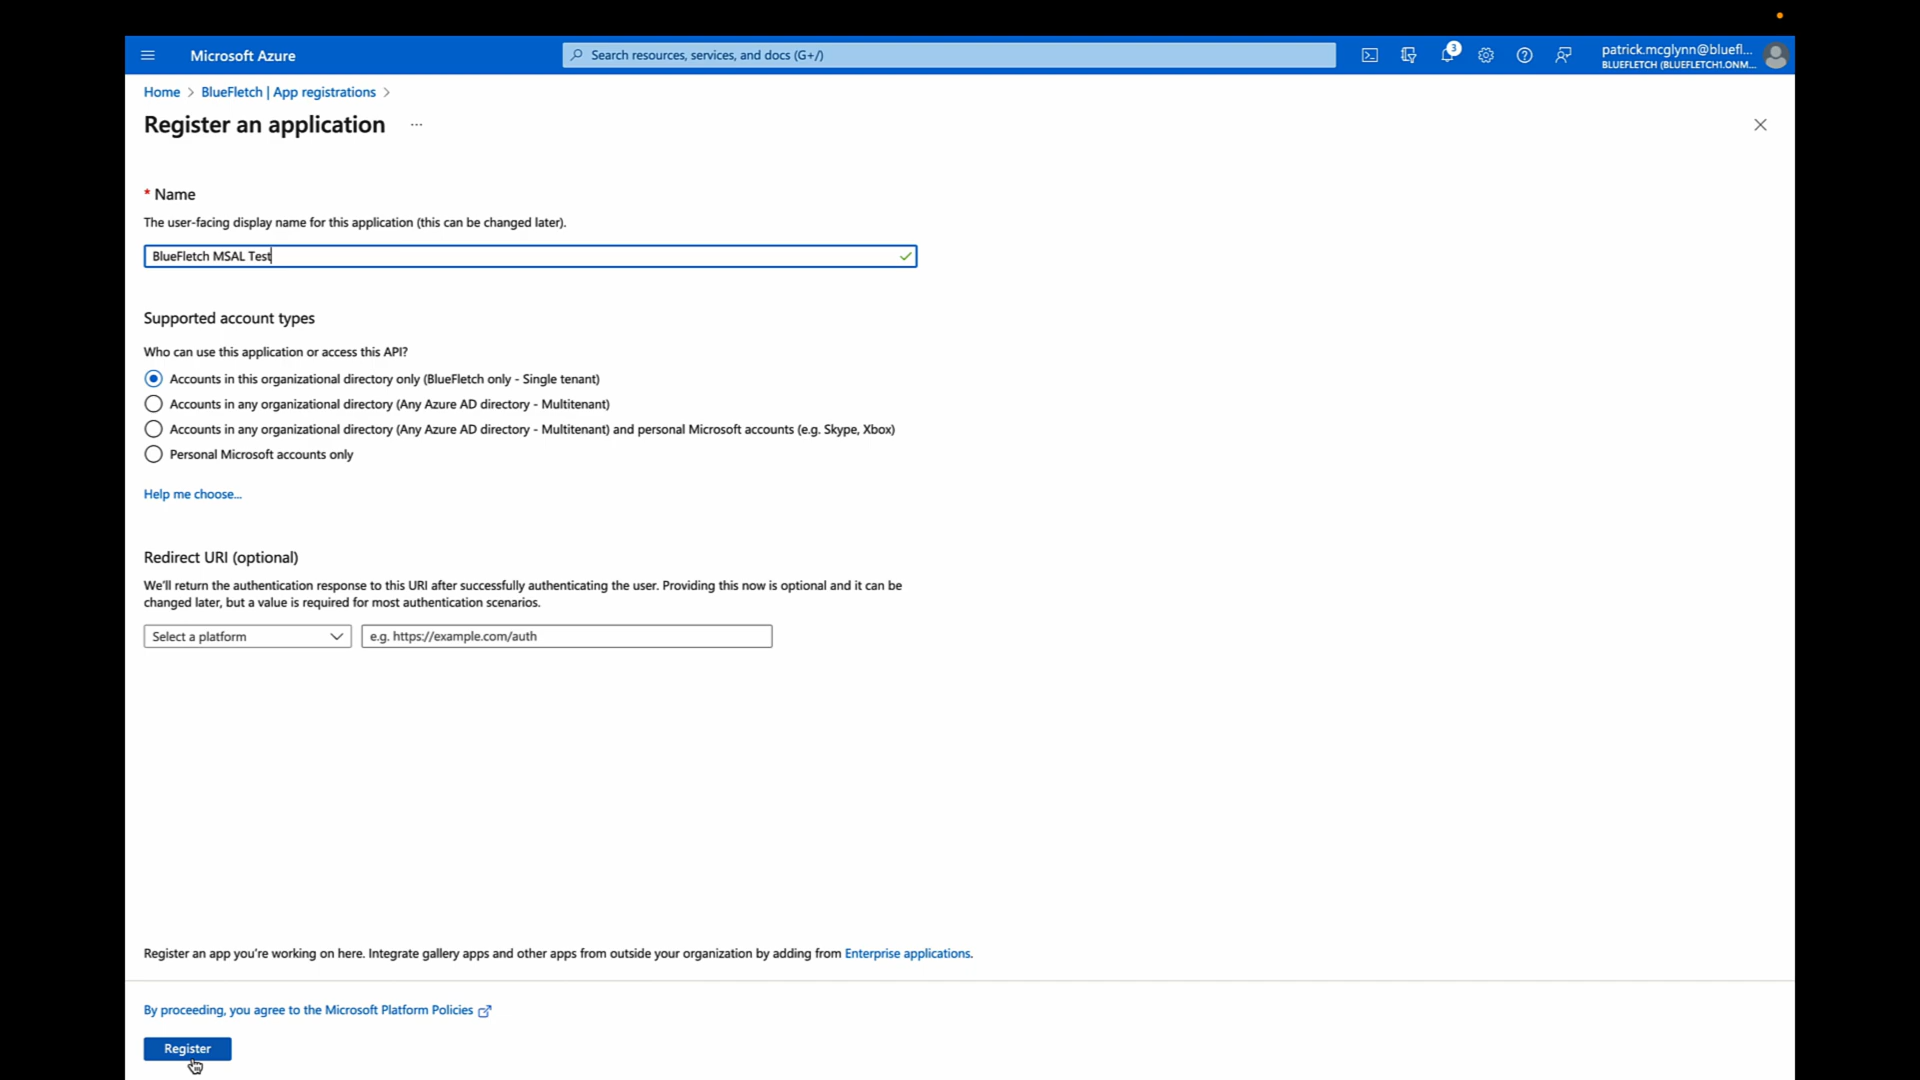 Microsoft Azure
Search resources, services, and docs (G+/)
3
patrick.mcglynn@bluefl...
BLUEFLETCH (BLUEFLETCH1.ONM...
Home > BlueFletch | App registrations >
Register an application ...
* Name
The user-facing display name for this application (this can be changed later).
BlueFletch MSAL Test
Supported account types
Who can use this application or access this API?
Accounts in this organizational directory only (BlueFletch only - Single tenant)
Accounts in any organizational directory (Any Azure AD directory - Multitenant)
Accounts in any organizational directory (Any Azure AD directory - Multitenant) and personal Microsoft accounts (e.g. Skype, Xbox)
Personal Microsoft accounts only
Help me choose...
Redirect URI (optional)
We'll return the authentication response to this URI after successfully authenticating the user. Providing this now is optional and it can be
changed later, but a value is required for most authentication scenarios.
Select a platform
e.g. https://example.com/auth
Register an app you're working on here. Integrate gallery apps and other apps from outside your organization by adding from Enterprise applications.
By proceeding, you agree to the Microsoft Platform Policies
Register